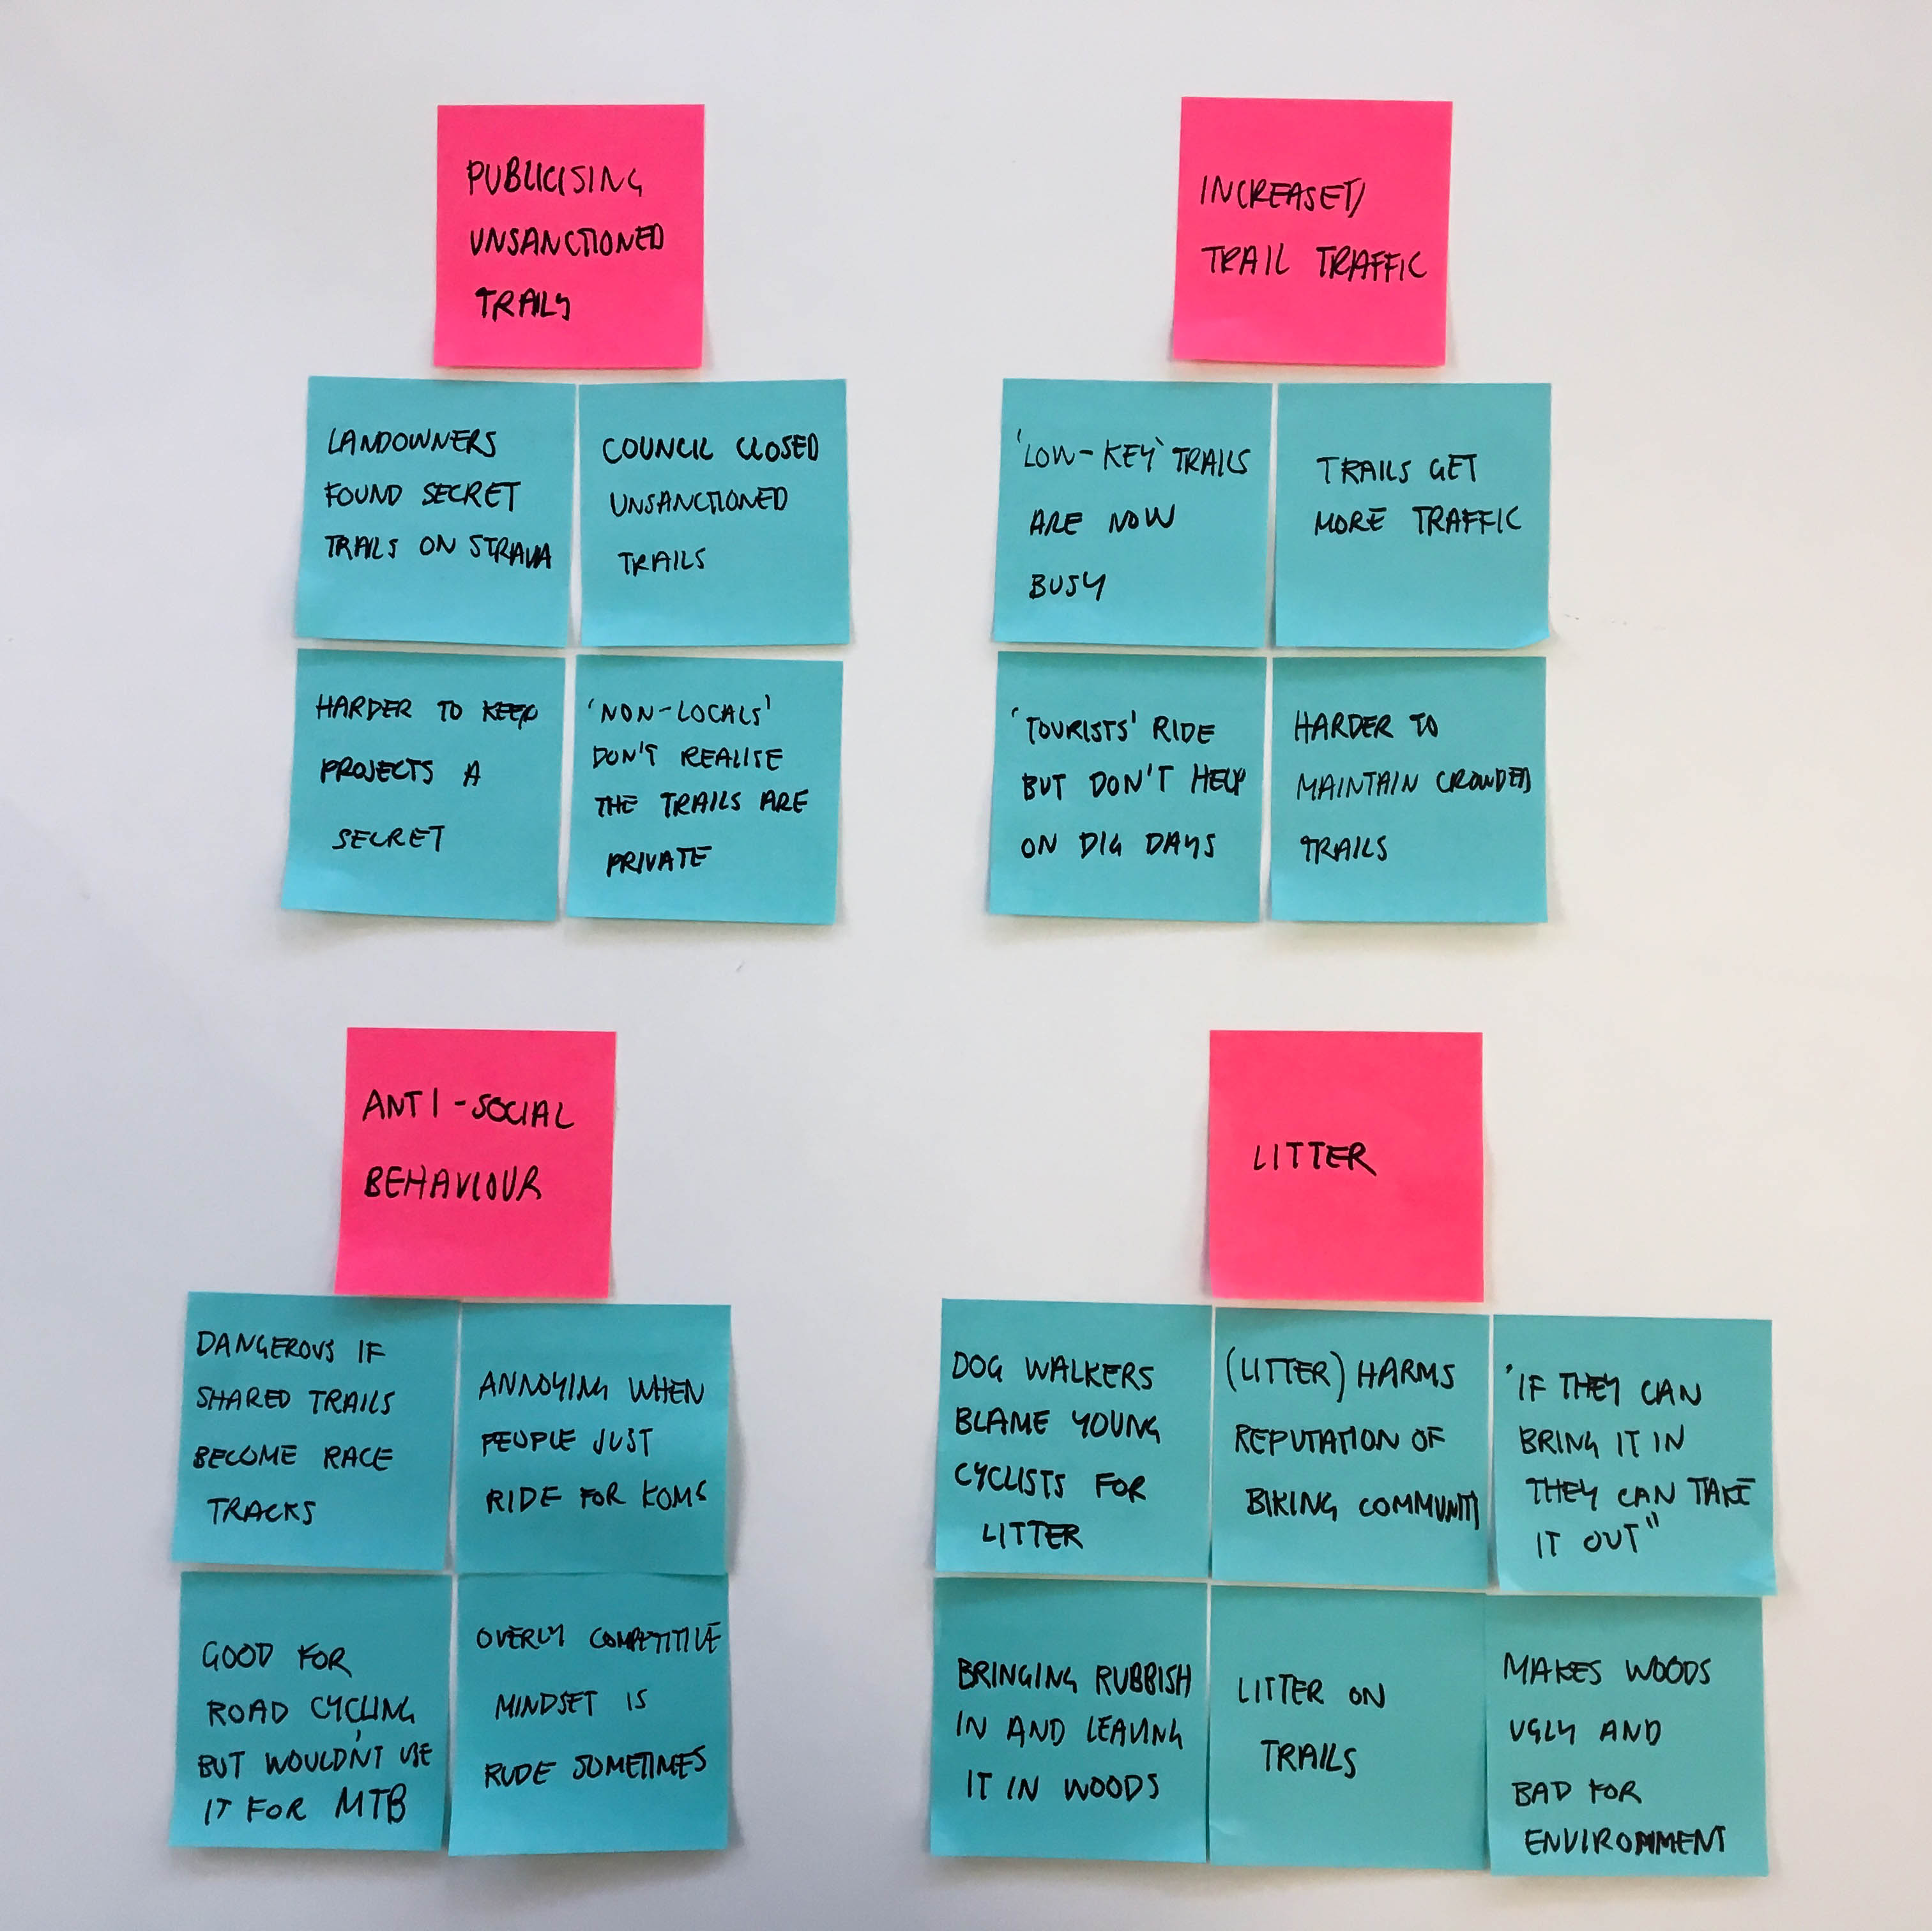 PUBLICISING
UNSANCTIONED
TRAILS
LANDOWNERS
FOUND SECRET
TRAILS ON STRAVA
COUNCIL CLOSED
UNSANCTIONED
TRAILS
HARDER TO KEEP
PROJECTS A
SECRET
'NON-LOCALS'
DON'T REALISE
THE TRAILS ARE
PRIVATE
INCREASED
TRAIL TRAFFIC
'LOW-KEY' TRAILS
ARE NOW
BUSY
TRAILS GET
MORE TRAFFIC
'TOURISTS' RIDE
BUT DON'T HELP
ON DIG DAYS
HARDER TO
MAINTAIN CROWDED
TRAILS
ANTI-SOCIAL
BEHAVIOUR
DANGEROUS IF
SHARED TRAILS
BECOME RACE
TRACKS
ANNOYING WHEN
PEOPLE JUST
RIDE FOR KOMS
GOOD FOR
ROAD CYCLING,
BUT WOULDN'T USE
IT FOR MTB
OVERLY COMPETITIVE
MINDSET IS
RUDE SOMETIMES
LITTER
DOG WALKERS
BLAME YOUNG
CYCLISTS FOR
LITTER
(LITTER) HARMS
REPUTATION OF
BIKING COMMUNITY
"IF THEY CAN
BRING IT IN
THEY CAN TAKE
IT OUT"
BRINGING RUBBISH
IN AND LEAVING
IT IN WOODS
LITTER ON
TRAILS
MAKES WOODS
UGLY AND
BAD FOR
ENVIRONMENT